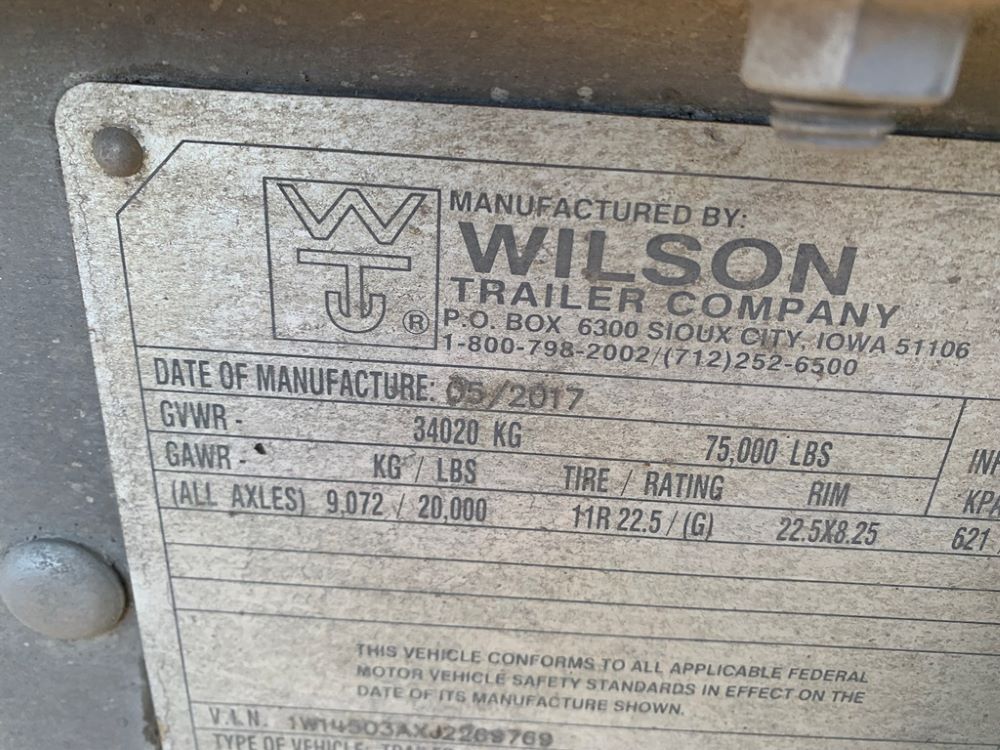 WTJ ®
MANUFACTURED BY:
WILSON
TRAILER COMPANY
P.O. BOX 6300 SIOUX CITY, IOWA 51106
1-800-798-2002/(712)252-6500
DATE OF MANUFACTURE: 05/2017
GVWR - 34020 KG 75,000 LBS
GAWR - KG / LBS TIRE / RATING RIM KPA
(ALL AXLES) 9,072 / 20,000 11R 22.5 / (G) 22.5X8.25 621
THIS VEHICLE CONFORMS TO ALL APPLICABLE FEDERAL
MOTOR VEHICLE SAFETY STANDARDS IN EFFECT ON THE
DATE OF ITS MANUFACTURE SHOWN.
V.I.N.
TYPE OF VEHICLE: TRAILER